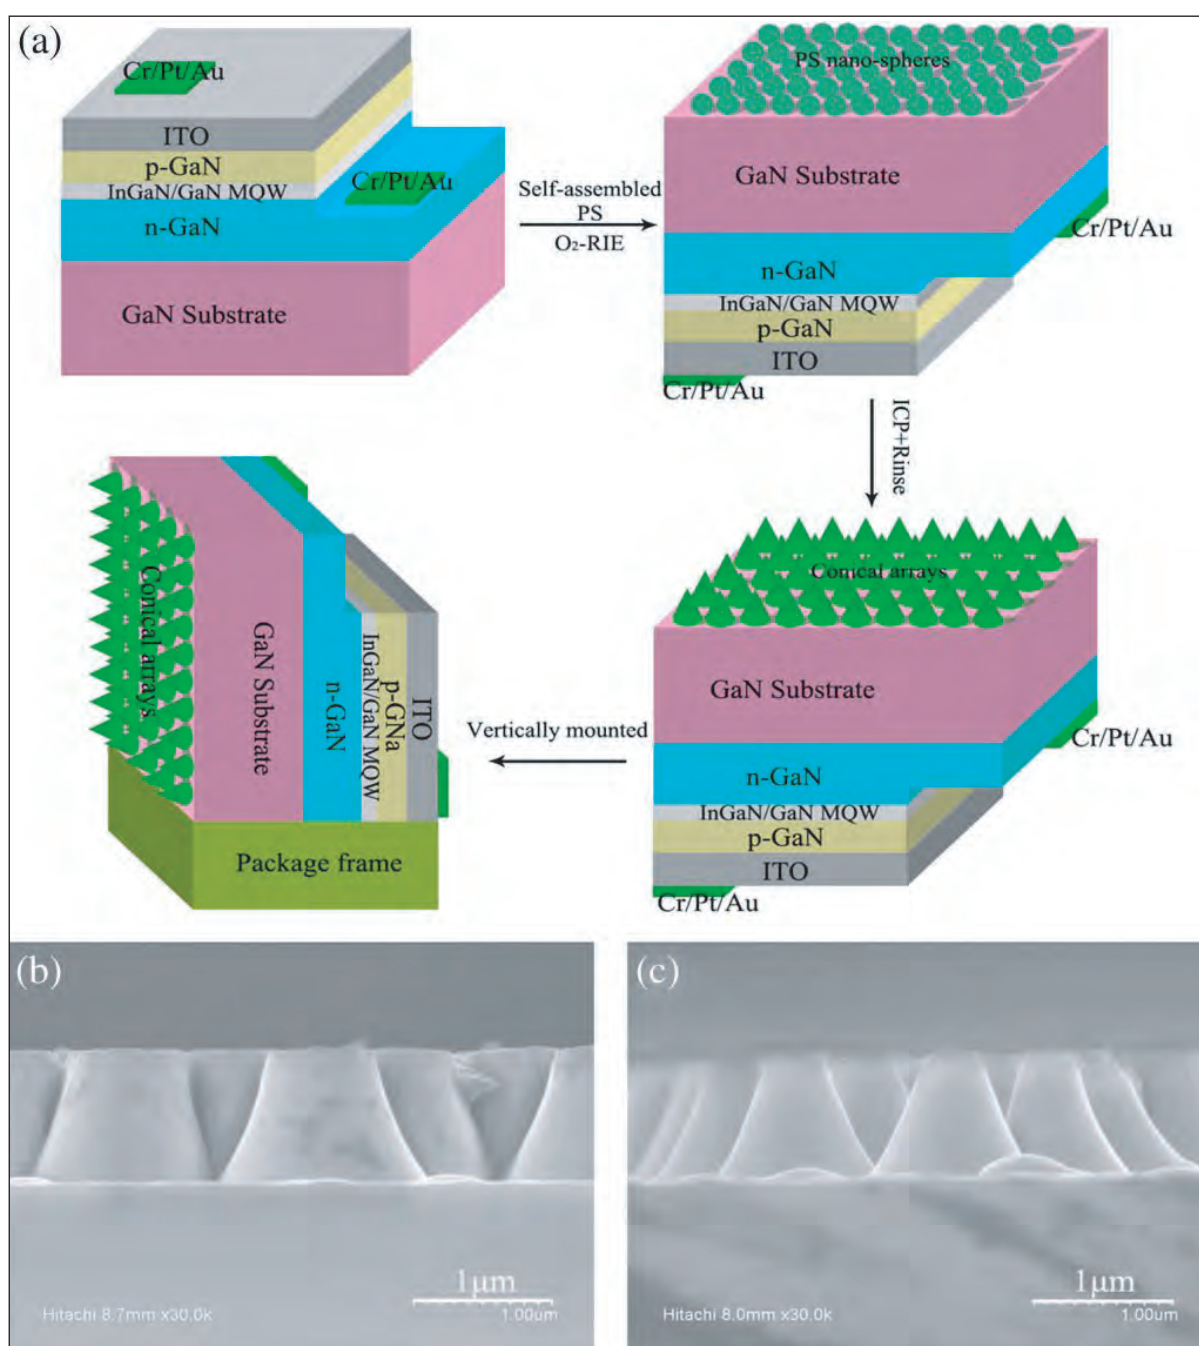 (a)
Cr/Pt/Au
ITO
p-GaN
InGaN/GaN MQW
Cr/Pt/Au
n-GaN
GaN Substrate
Self-assembled
PS
O₂-RIE
PS nano-spheres
GaN Substrate
Cr/Pt/Au
n-GaN
InGaN/GaN MQW
p-GaN
ITO
Cr/Pt/Au
ICP+Rinse
Conical arrays
GaN Substrate
Cr/Pt/Au
n-GaN
InGaN/GaN MQW
p-GaN
ITO
Cr/Pt/Au
Vertically mounted
Conical arrays
GaN Substrate
n-GaN
InGaN/GaN MQW
p-GNa
ITO
Package frame
(b)
1μm
Hitachi 8.7mm x30.0k
1.00um
(c)
1μm
Hitachi 8.0mm x30.0k
1.00um